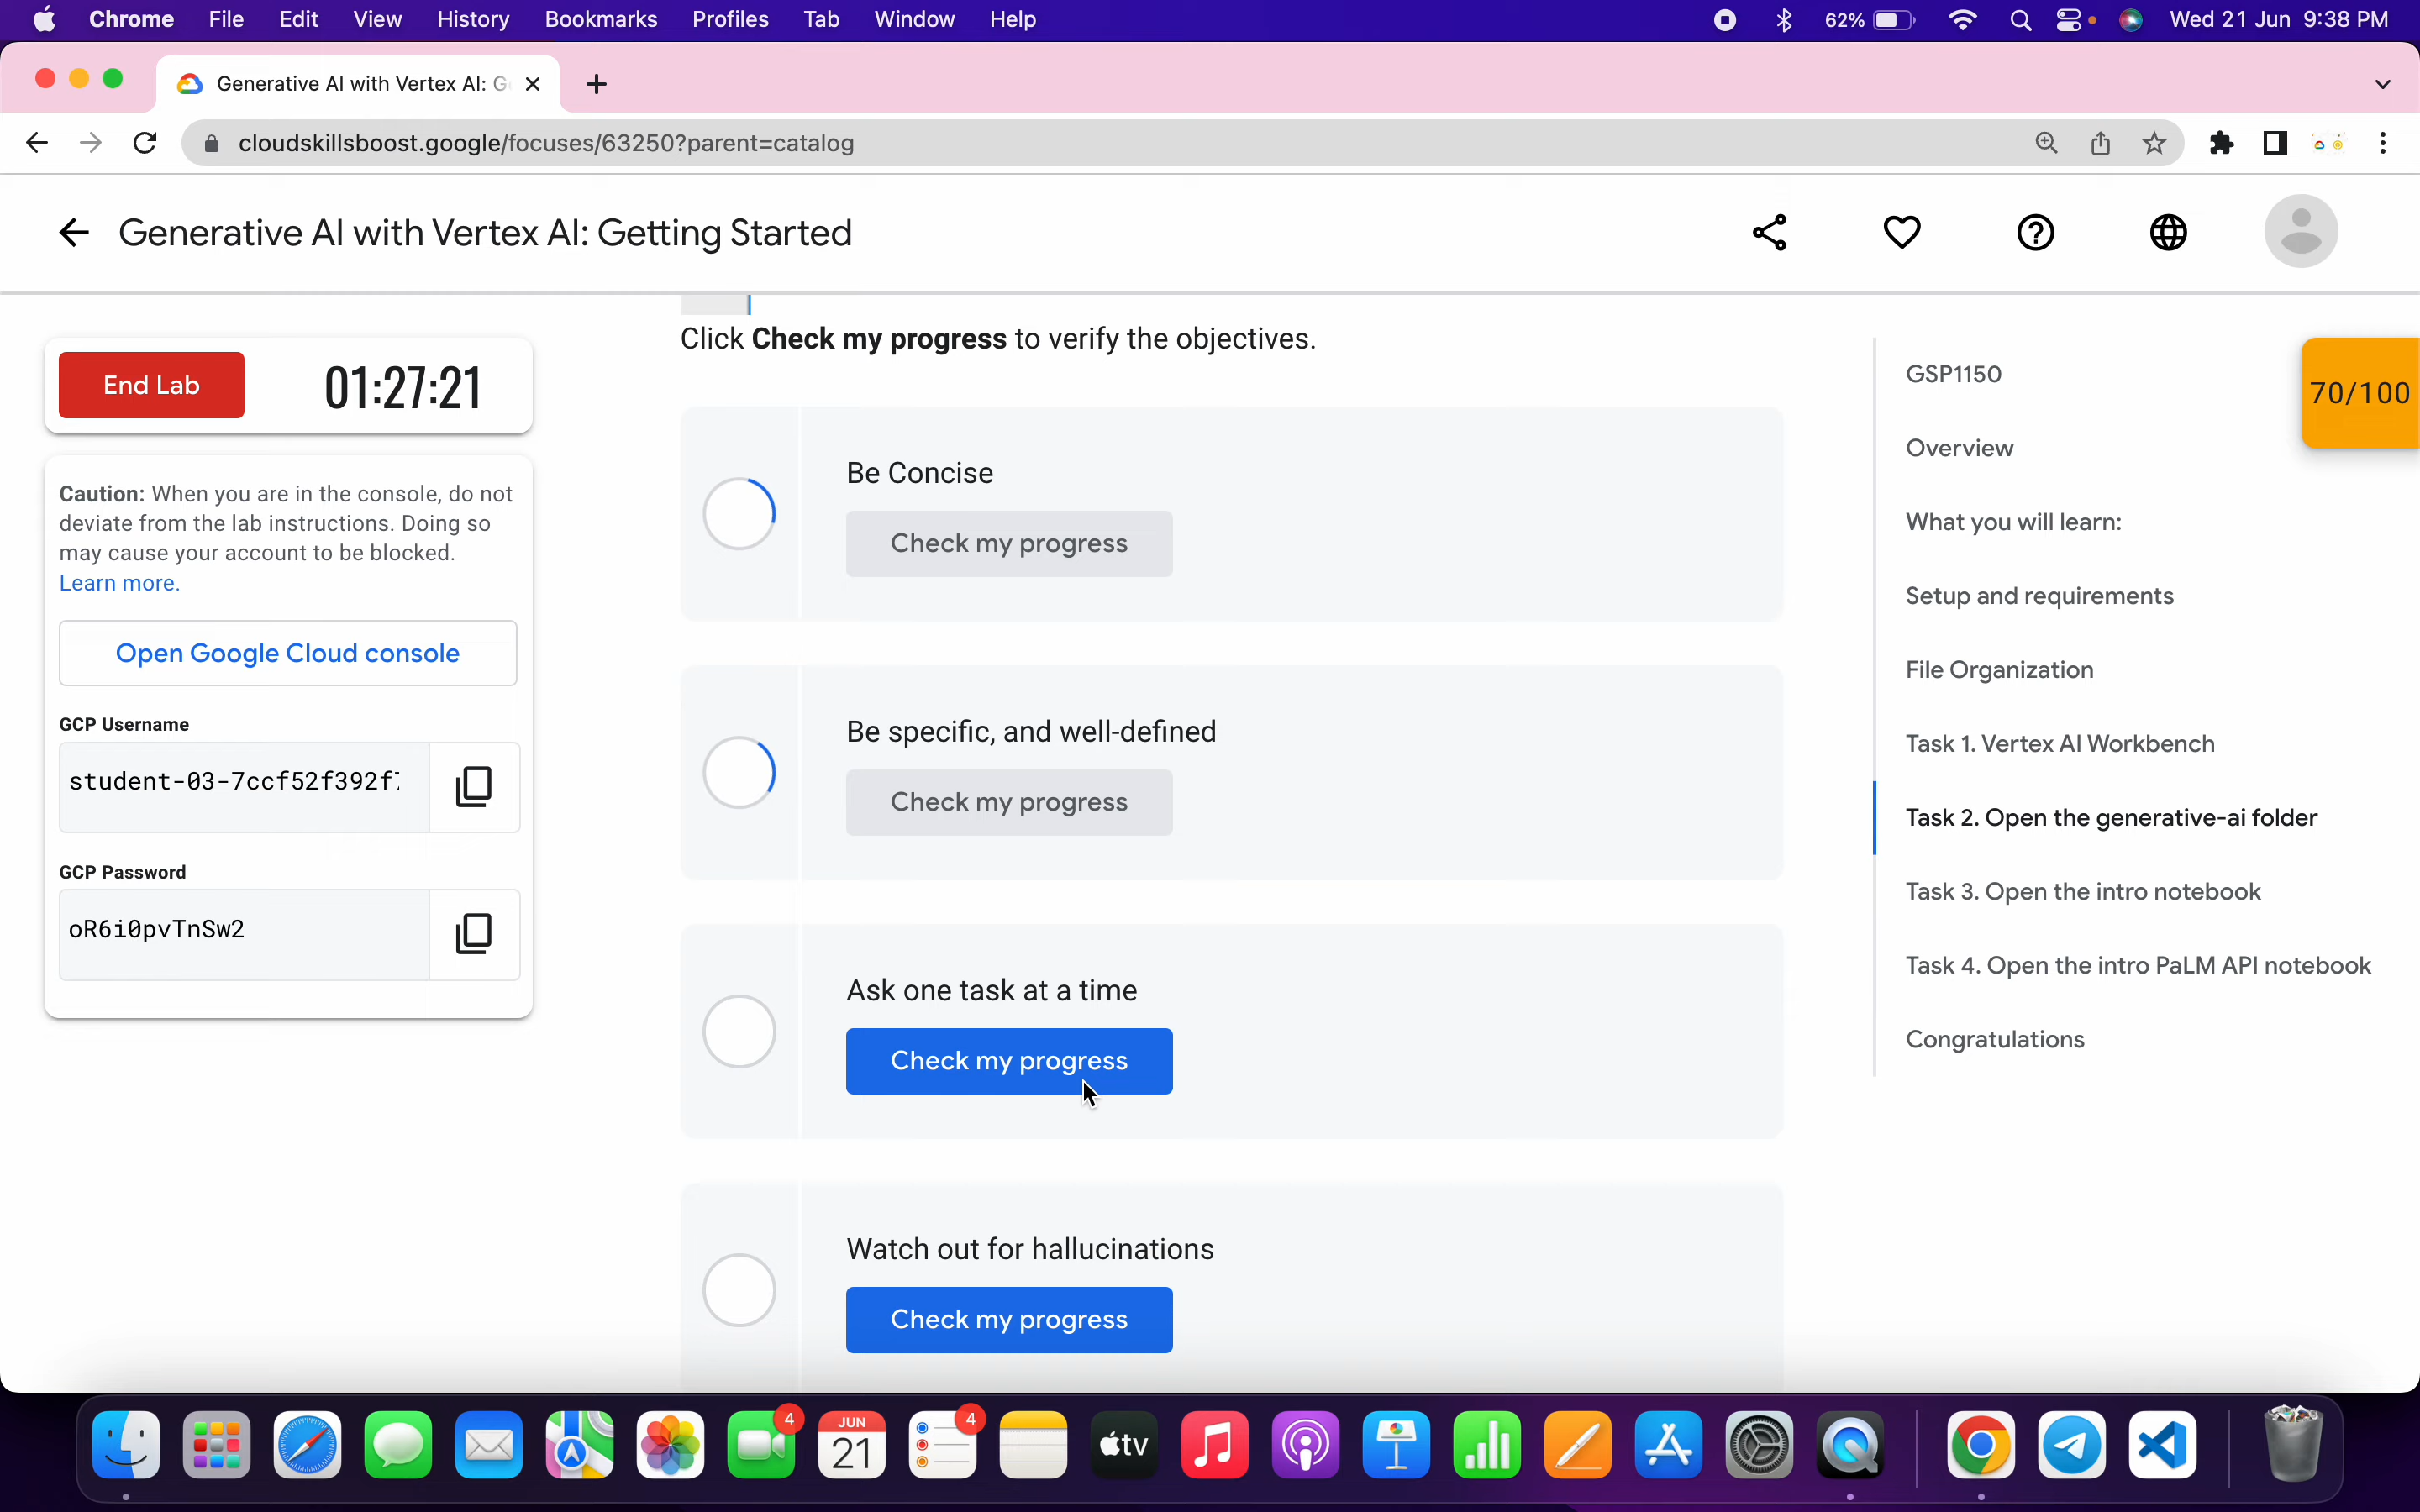 Chrome File Edit View History Bookmarks Profiles Tab Window Help 62% Wed 21 Jun 9:38 PM
Generative AI with Vertex AI: G
cloudskillsboost.google/focuses/63250?parent=catalog
Generative AI with Vertex AI: Getting Started
End Lab 01:27:21
Caution: When you are in the console, do not
deviate from the lab instructions. Doing so
may cause your account to be blocked.
Learn more.
Open Google Cloud console
GCP Username
student-03-7ccf52f392f
GCP Password
oR6i0pvTnSw2
Click Check my progress to verify the objectives.
Be Concise
Check my progress
Be specific, and well-defined
Check my progress
Ask one task at a time
Check my progress
Watch out for hallucinations
Check my progress
GSP1150
Overview
What you will learn:
Setup and requirements
File Organization
Task 1. Vertex AI Workbench
Task 2. Open the generative-ai folder
Task 3. Open the intro notebook
Task 4. Open the intro PaLM API notebook
Congratulations
70/100
4
JUN
21
4
tv